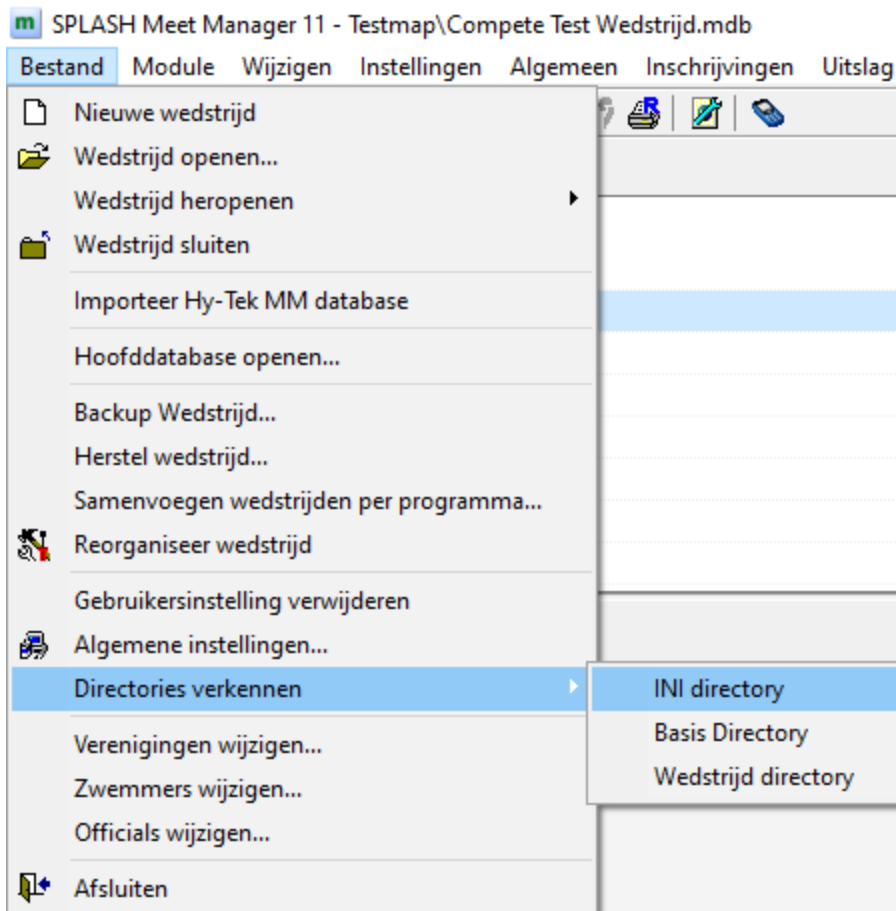 m SPLASH Meet Manager 11 - Testmap\Compete Test Wedstrijd.mdb
Bestand Module Wijzigen Instellingen Algemeen Inschrijvingen Uitslag
Nieuwe wedstrijd
Wedstrijd openen...
Wedstrijd heropenen
Wedstrijd sluiten
Importeer Hy-Tek MM database
Hoofddatabase openen...
Backup Wedstrijd...
Herstel wedstrijd...
Samenvoegen wedstrijden per programma...
Reorganiseer wedstrijd
Gebruikersinstelling verwijderen
Algemene instellingen...
Directories verkennen
INI directory
Basis Directory
Wedstrijd directory
Verenigingen wijzigen...
Zwemmers wijzigen...
Officials wijzigen...
Afsluiten